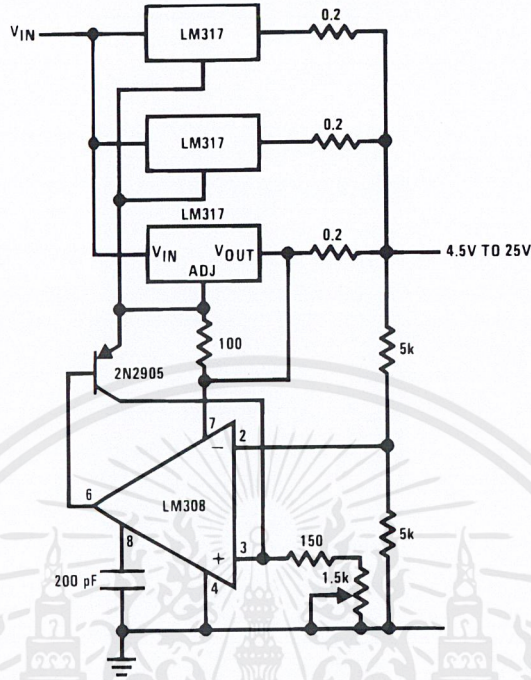 LM317
0.2
VIN
LM317
0.2
LM317
VIN
VOUT
ADJ
0.2
4.5V TO 25V
100
5k
2N2905
7
2
−
6
LM308
8
+
3
150
5k
4
1.5k
200 pF